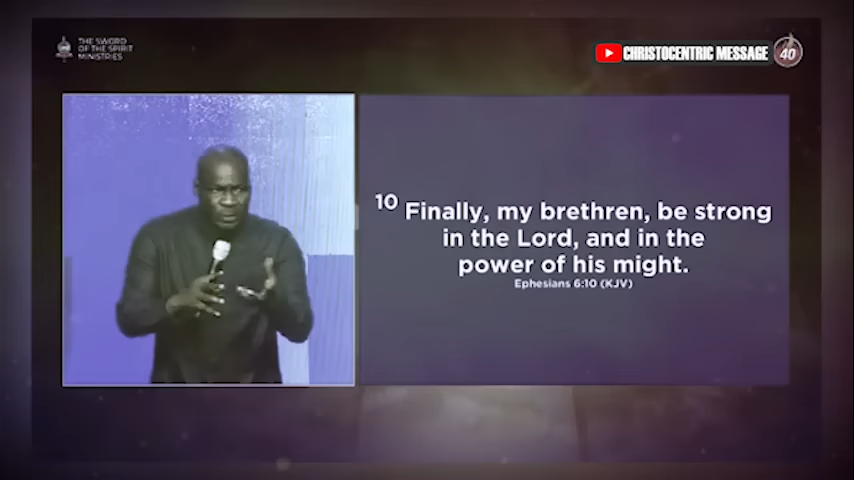 THE SWORD
OF THE SPIRIT
MINISTRIES
CHRISTOCENTRIC MESSAGE
40
10 Finally, my brethren, be strong
in the Lord, and in the
power of his might.
Ephesians 6:10 (KJV)